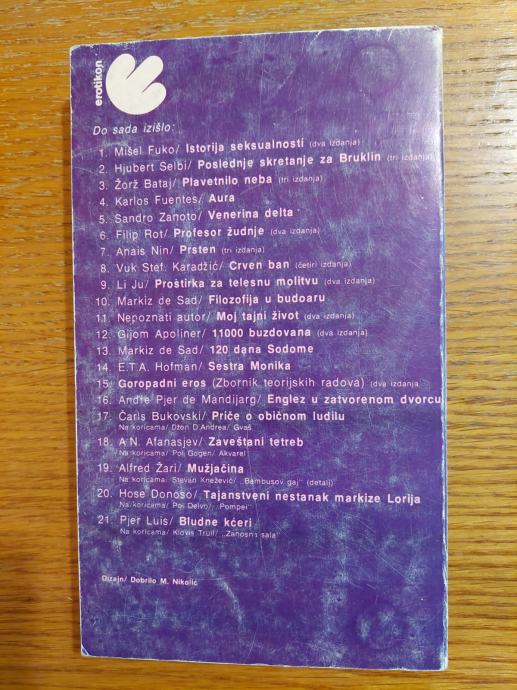 erotikon
Do sada izišlo:
1. Mišel Fuko/ Istorija seksualnosti (dva izdanja)
2. Hjubert Selbi/ Poslednje skretanje za Bruklin (tri izdanja)
3. Žorž Bataj/ Plavetnilo neba (tri izdanja)
4. Karlos Fuentes/ Aura
5. Sandro Zanoto/ Venerina delta
6. Filip Rot/ Profesor žudnje (dva izdanja)
7. Anais Nin/ Prsten (tri izdanja)
8. Vuk Stef. Karadžić/ Crven ban (četiri izdanja)
9. Li Ju/ Prostirka za telesnu molitvu (dva izdanja)
10. Markiz de Sad/ Filozofija u budoaru
11. Nepoznati autor/ Moj tajni život (dva izdanja)
12. Gijom Apoliner/ 11000 buzdovana (dva izdanja)
13. Markiz de Sad/ 120 dana Sodome
14. E.T.A. Hofman/ Sestra Monika
15. Goropadni eros (Zbornik teorijskih radova) (dva izdanja
16. Andre Pjer de Mandijarg/ Englez u zatvorenom dvorcu
17. Čarls Bukovski/ Priče o običnom ludilu
Na koricama/ Džon D'Andrea/ Gvaš
18. A.N. Afanasjev/ Zaveštani tetreb
Na koricama/ Pol Gogen/ Akvarel
19. Alfred Žari/ Mužjačina
Na koricama: Stevan Knežević/ „Bambusov gaj" (detalj)
20. Hose Donoso/ Tajanstveni nestanak markize Lorija
Na koricama/ Pol Delvo/ „Pompei"
21. Pjer Luis/ Bludne kćeri
Na koricama/ Klovis Truil/ „Zanosna sala"
Dizajn/ Dobrilo M. Nikolić